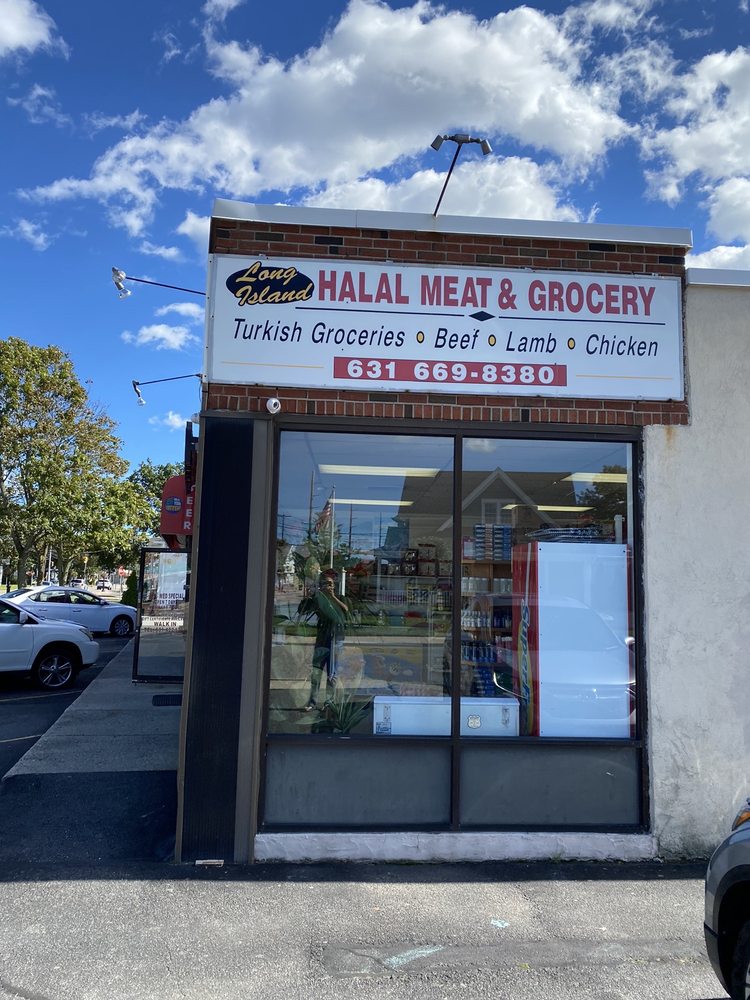 Long
Island
HALAL MEAT & GROCERY
Turkish Groceries Beef Lamb Chicken
631 669-8380
WALK IN